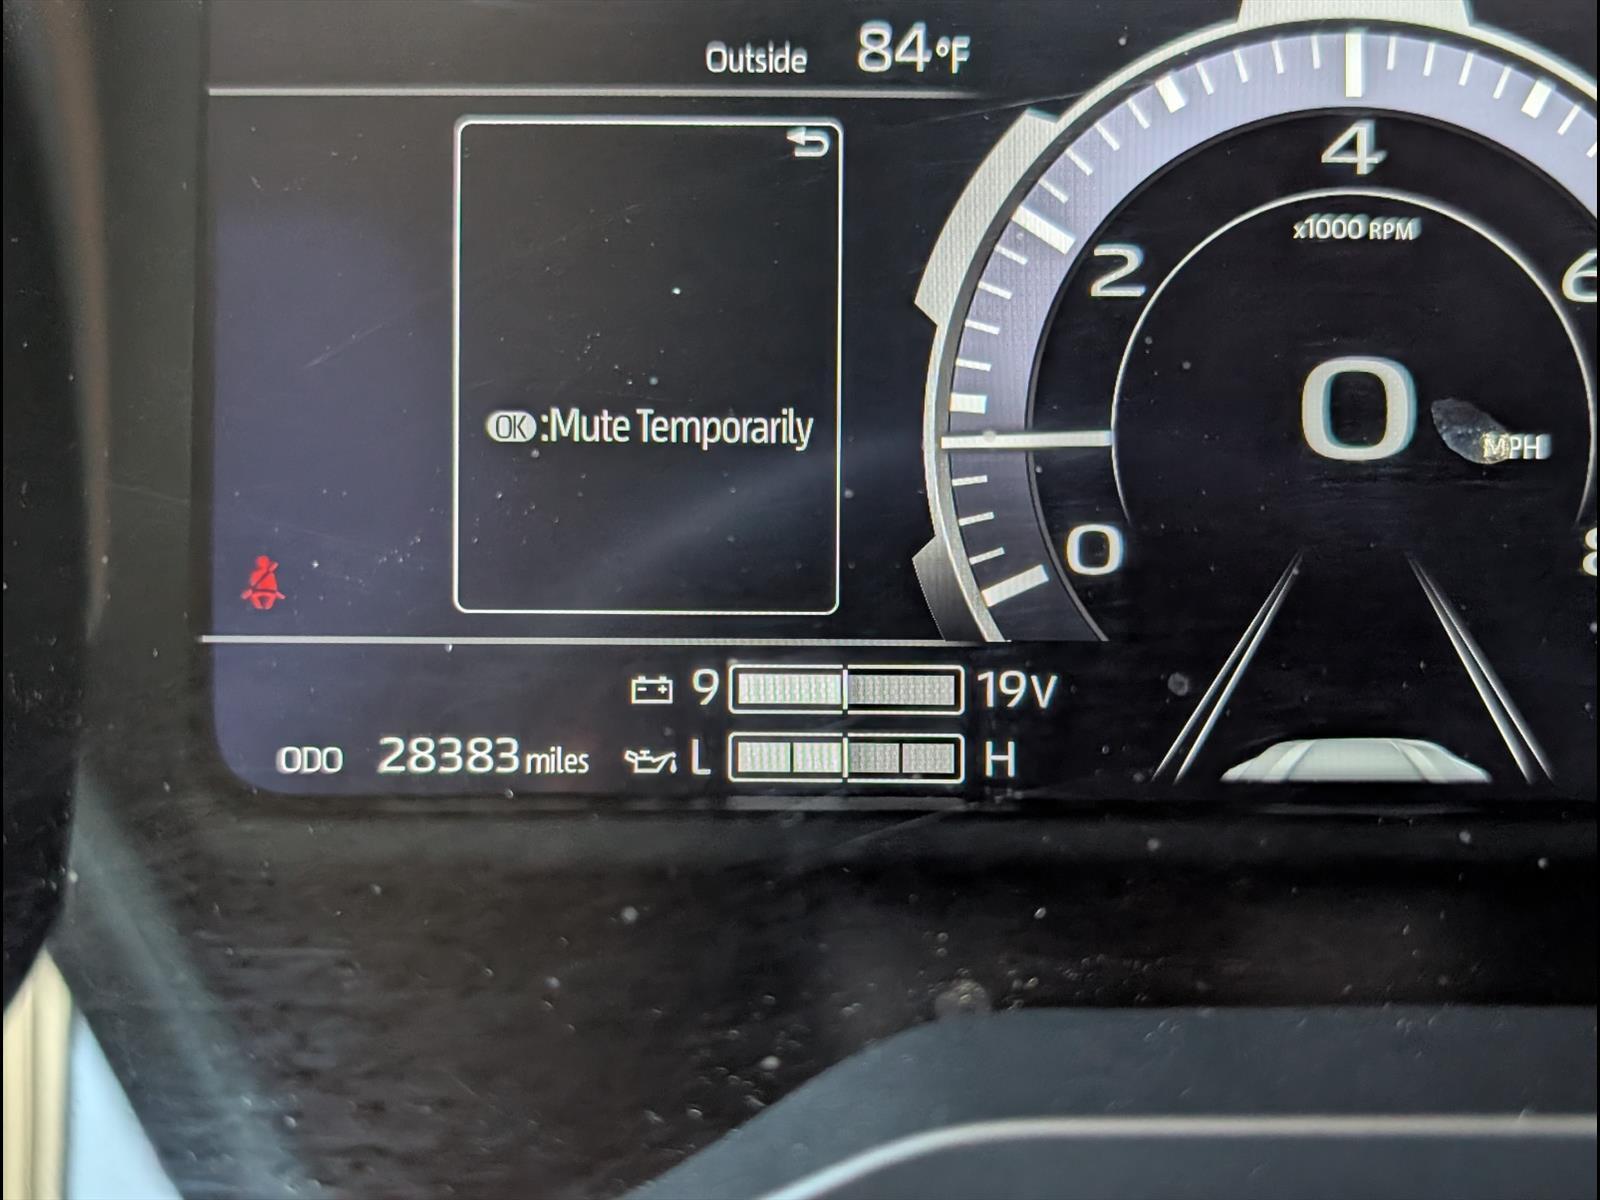 Outside 84°F
OK:Mute Temporarily
4
x1000 RPM
2
6
0
MPH
0
8
9 19V
ODO 28383 miles L H